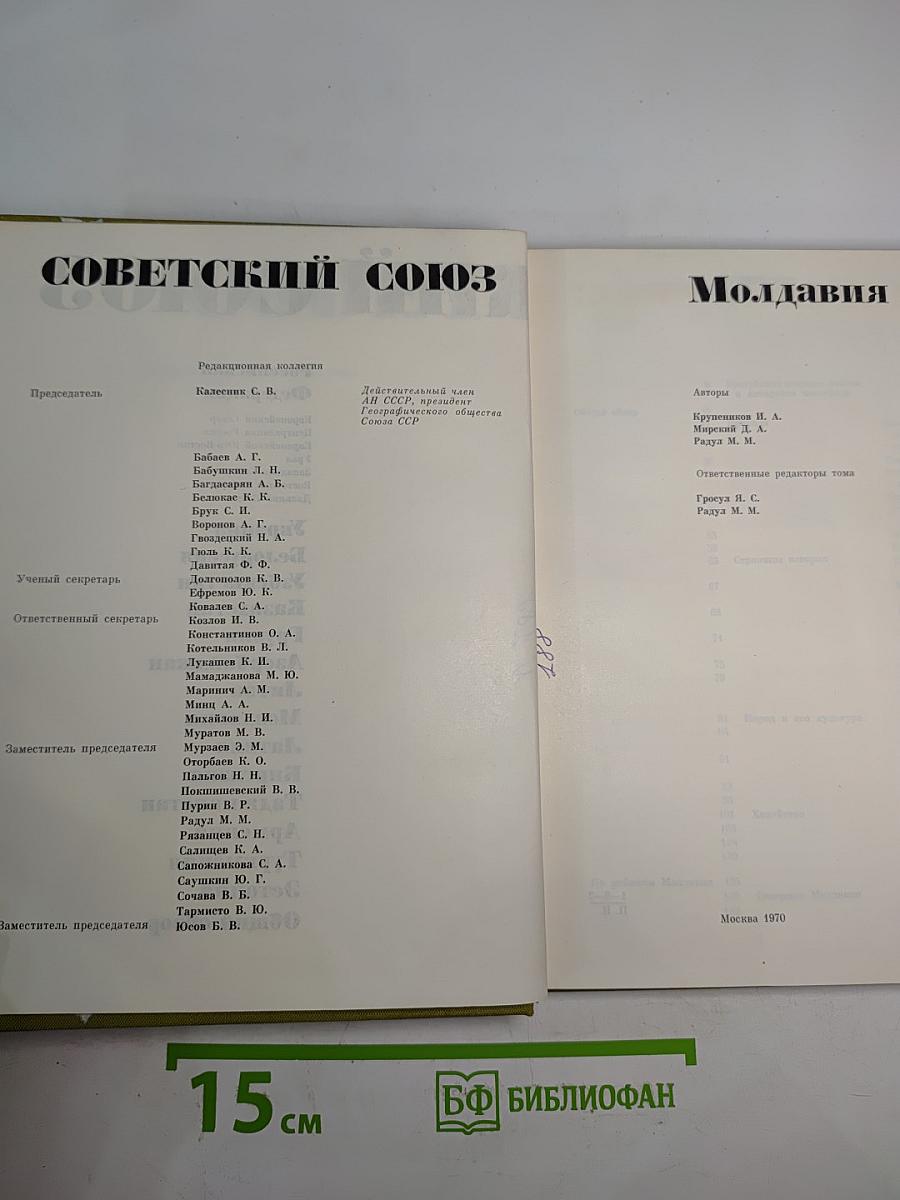 СОВЕТСКИЙ СОЮЗ
Редакционная коллегия
Председатель Калесник С. В. Действительный член
АН СССР, президент
Географического общества
Союза ССР
Бабаев А. Г.
Бабушкин Л. Н.
Багдасарян А. Б.
Белюкас К. К.
Брук С. И.
Воронов А. Г.
Гвоздецкий Н. А.
Гюль К. К.
Давитая Ф. Ф.
Ученый секретарь Долгополов К. В.
Ефремов Ю. К.
Ковалев С. А.
Ответственный секретарь Козлов И. В.
Константинов О. А.
Котельников В. Л.
Лукашев К. И.
Мамаджанова М. Ю.
Маринич А. М.
Минц А. А.
Михайлов Н. И.
Муратов М. В.
Заместитель председателя Мурзаев Э. М.
Оторбаев К. О.
Пальгов Н. Н.
Покшишевский В. В.
Пурин В. Р.
Радул М. М.
Рязанцев С. Н.
Салищев К. А.
Сапожникова С. А.
Саушкин Ю. Г.
Сочава В. Б.
Тармисто В. Ю.
Заместитель председателя Юсов Б. В.
188
Молдавия
Авторы
Крупеников И. А.
Мирский Д. А.
Радул М. М.
Ответственные редакторы тома
Гросул Я. С.
Радул М. М.
Москва 1970
15 см
БФ БИБЛИОФАН